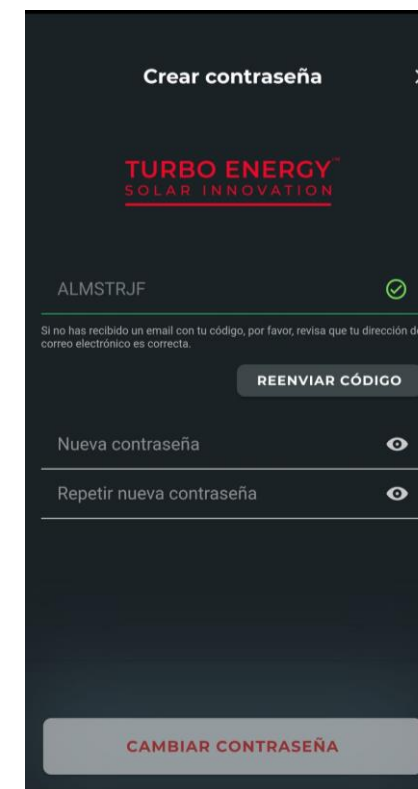 Crear contraseña
TURBO ENERGY™
SOLAR INNOVATION
ALMSTRJF
Si no has recibido un email con tu código, por favor, revisa que tu dirección de
correo electrónico es correcta.
REENVIAR CÓDIGO
Nueva contraseña
Repetir nueva contraseña
CAMBIAR CONTRASEÑA